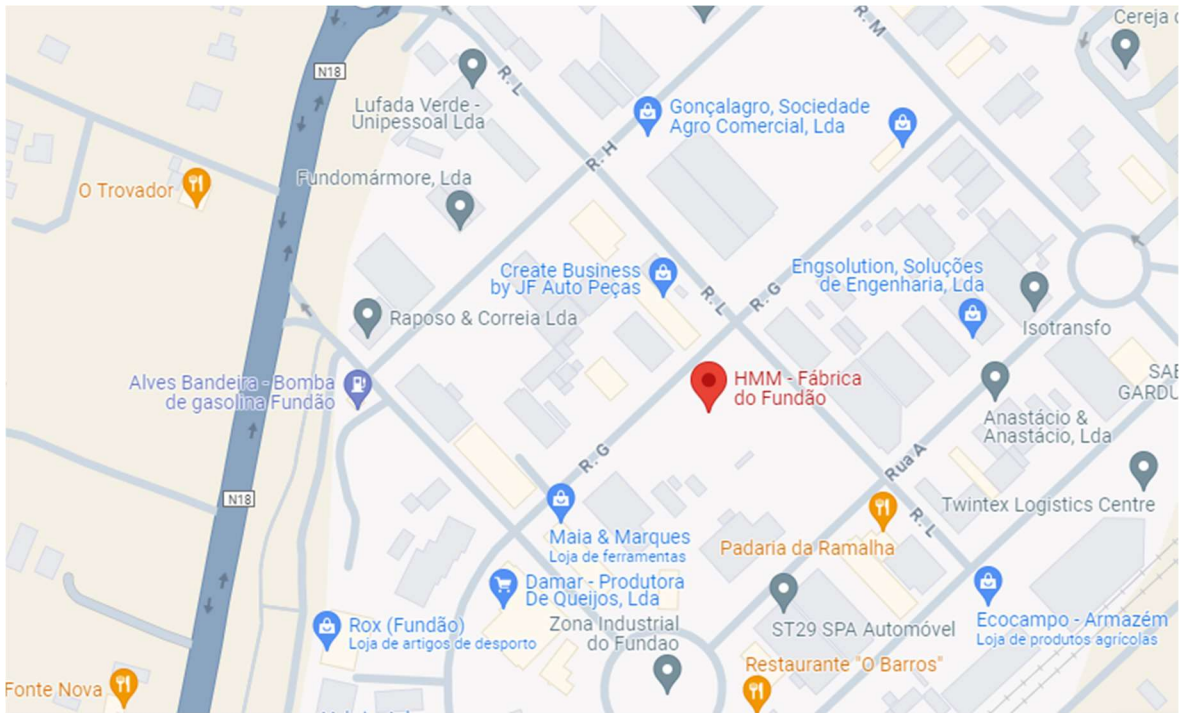 Cereja
R. M
N18
R. L
Lufada Verde -
Unipessoal Lda
Gonçalagro, Sociedade
Agro Comercial, Lda
R. H
O Trovador
Fundomármore, Lda
Create Business
by JF Auto Peças
R. L
R. G
Engsolution, Soluções
de Engenharia, Lda
Raposo & Correia Lda
Isotransfo
Alves Bandeira - Bomba
de gasolina Fundão
HMM - Fábrica
do Fundão
GARDU
Anastácio &
Anastácio, Lda
R. G
Rua A
N18
Twintex Logistics Centre
R. L
Maia & Marques
Loja de ferramentas
Padaria da Ramalha
Damar - Produtora
De Queijos, Lda
Rox (Fundão)
Loja de artigos de desporto
Zona Industrial
do Fundao
ST29 SPA Automóvel
Ecocampo - Armazém
Loja de produtos agrícolas
Restaurante "O Barros"
Fonte Nova